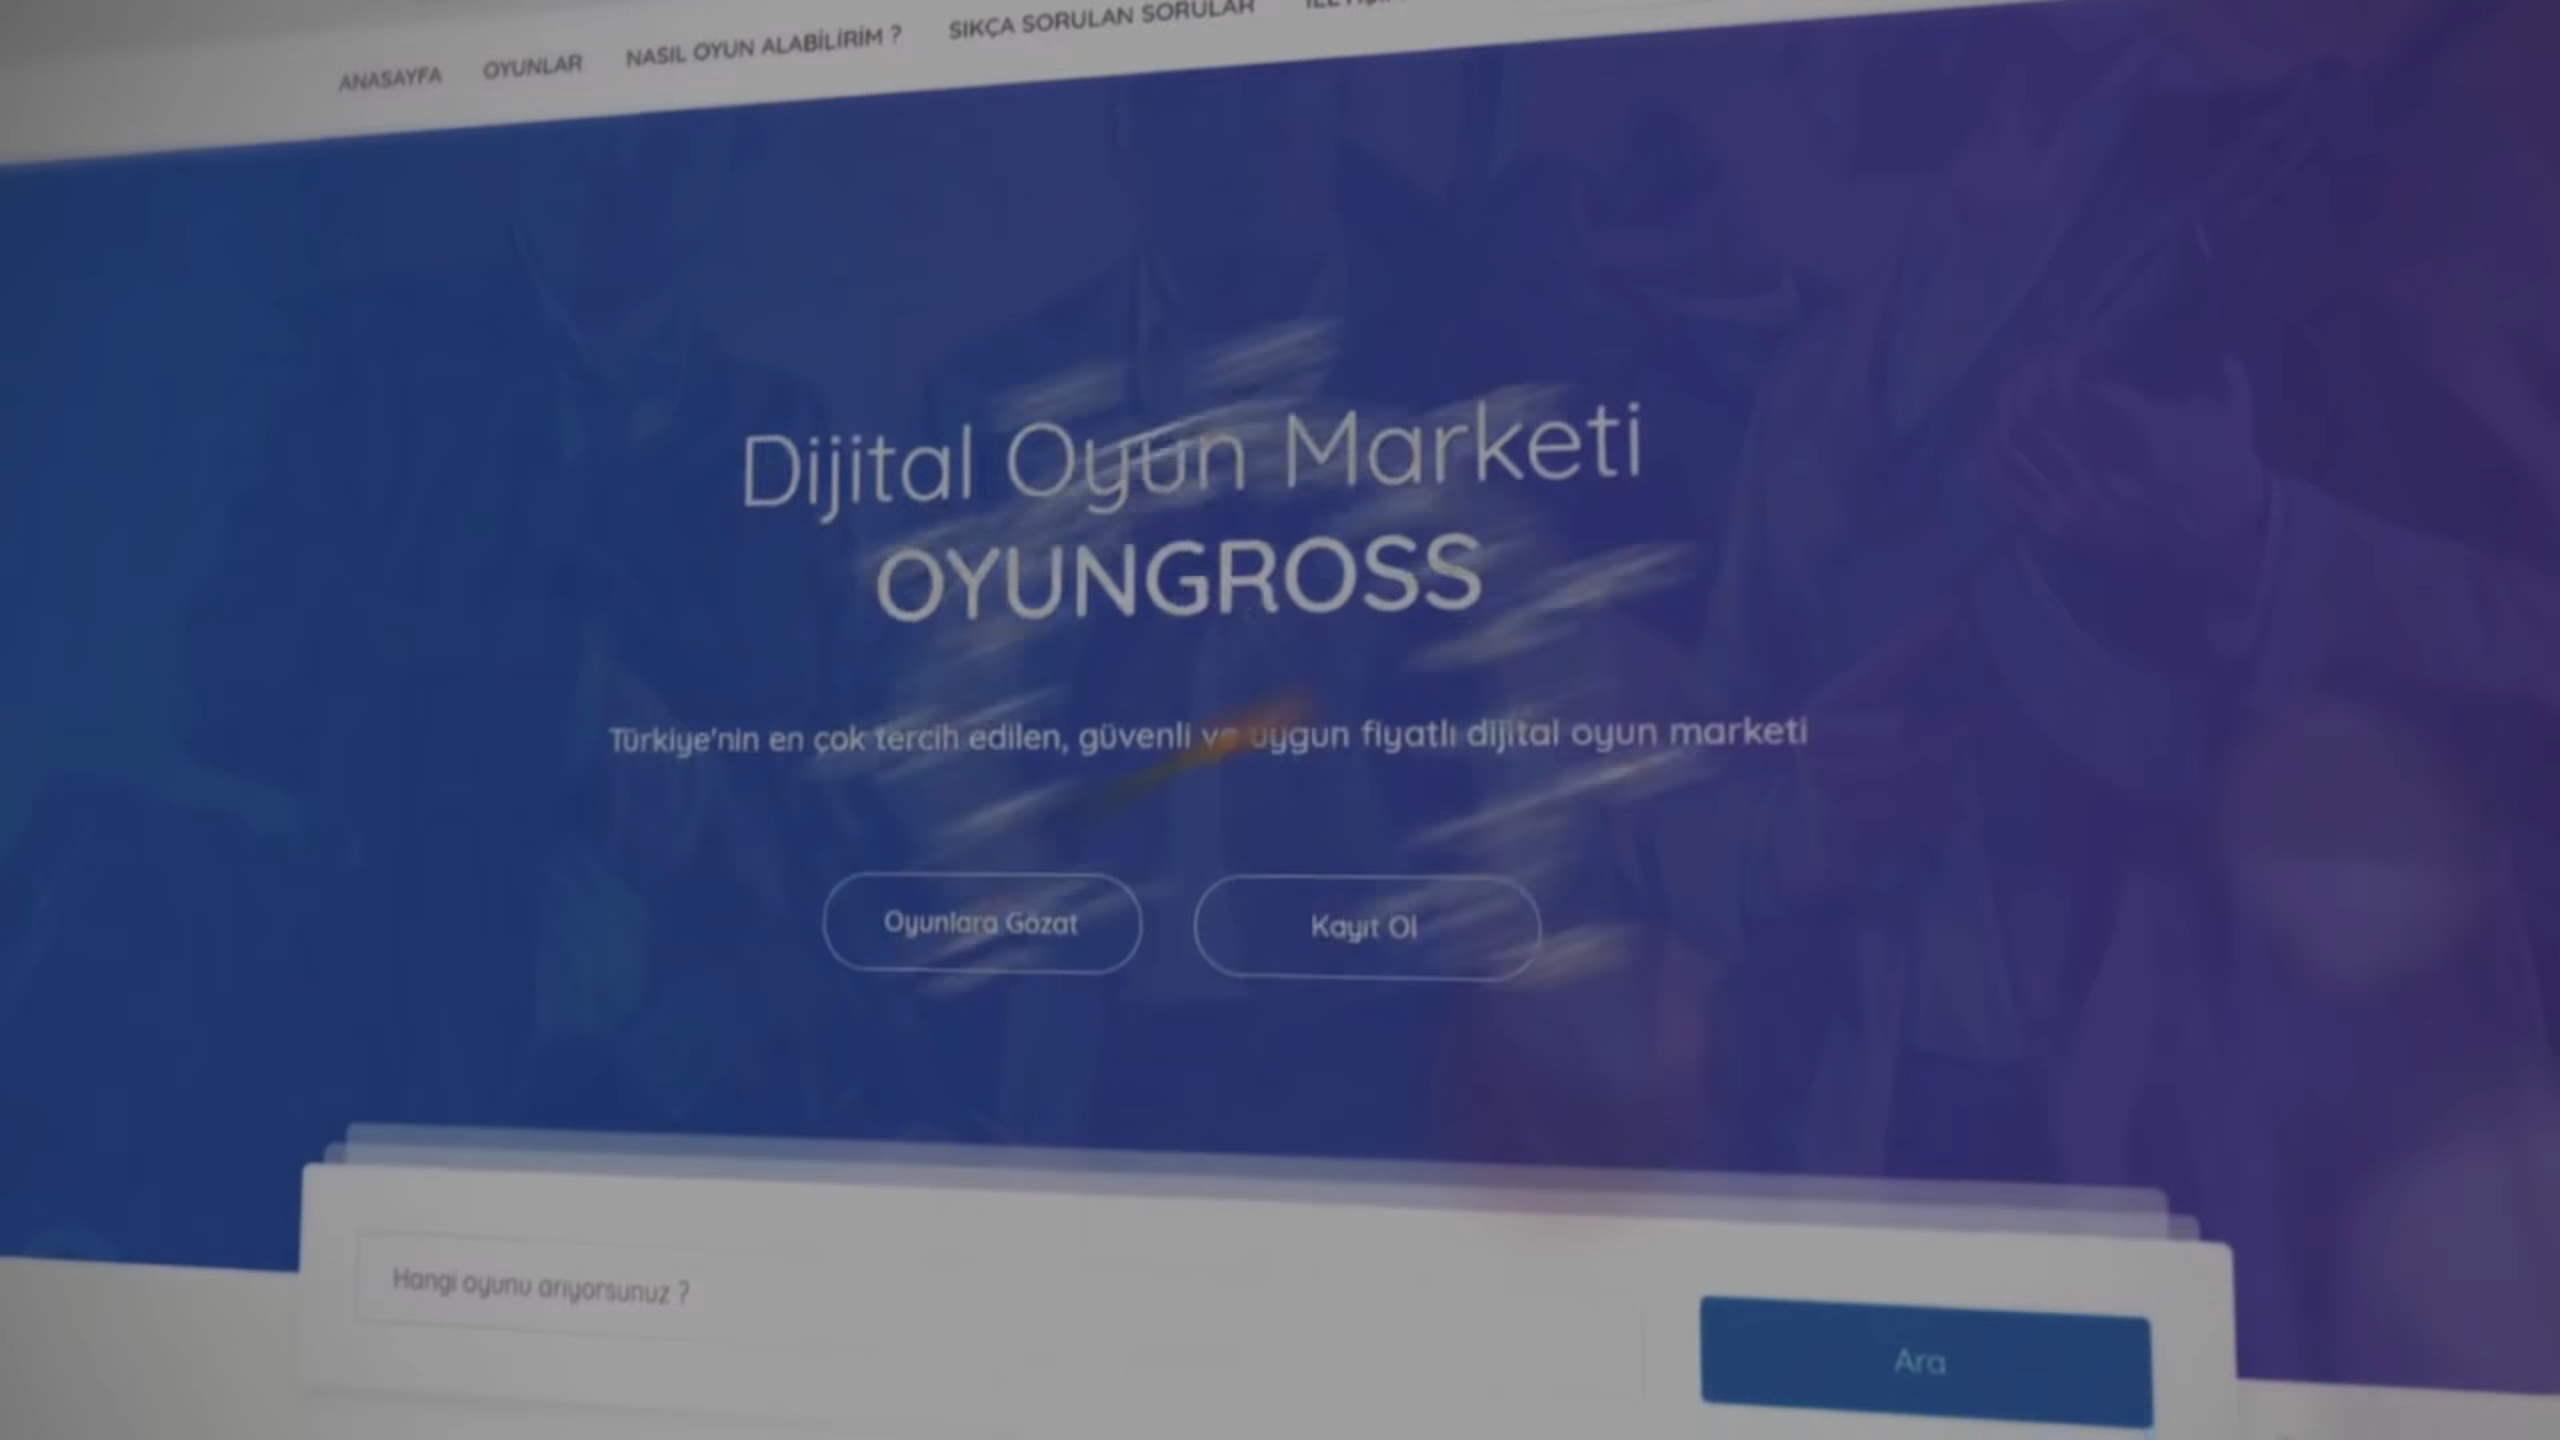 ANASAYFA OYUNLAR NASIL OYUN ALABİLİRİM ? SIKÇA SORULAN SORULAR
Dijital Oyun Marketi
OYUNGROSS
Türkiye'nin en çok tercih edilen, güvenli ve uygun fiyatlı dijital oyun marketi
Oyunlara Gözat Kayıt Ol
Hangi oyunu arıyorsunuz ?
Ara